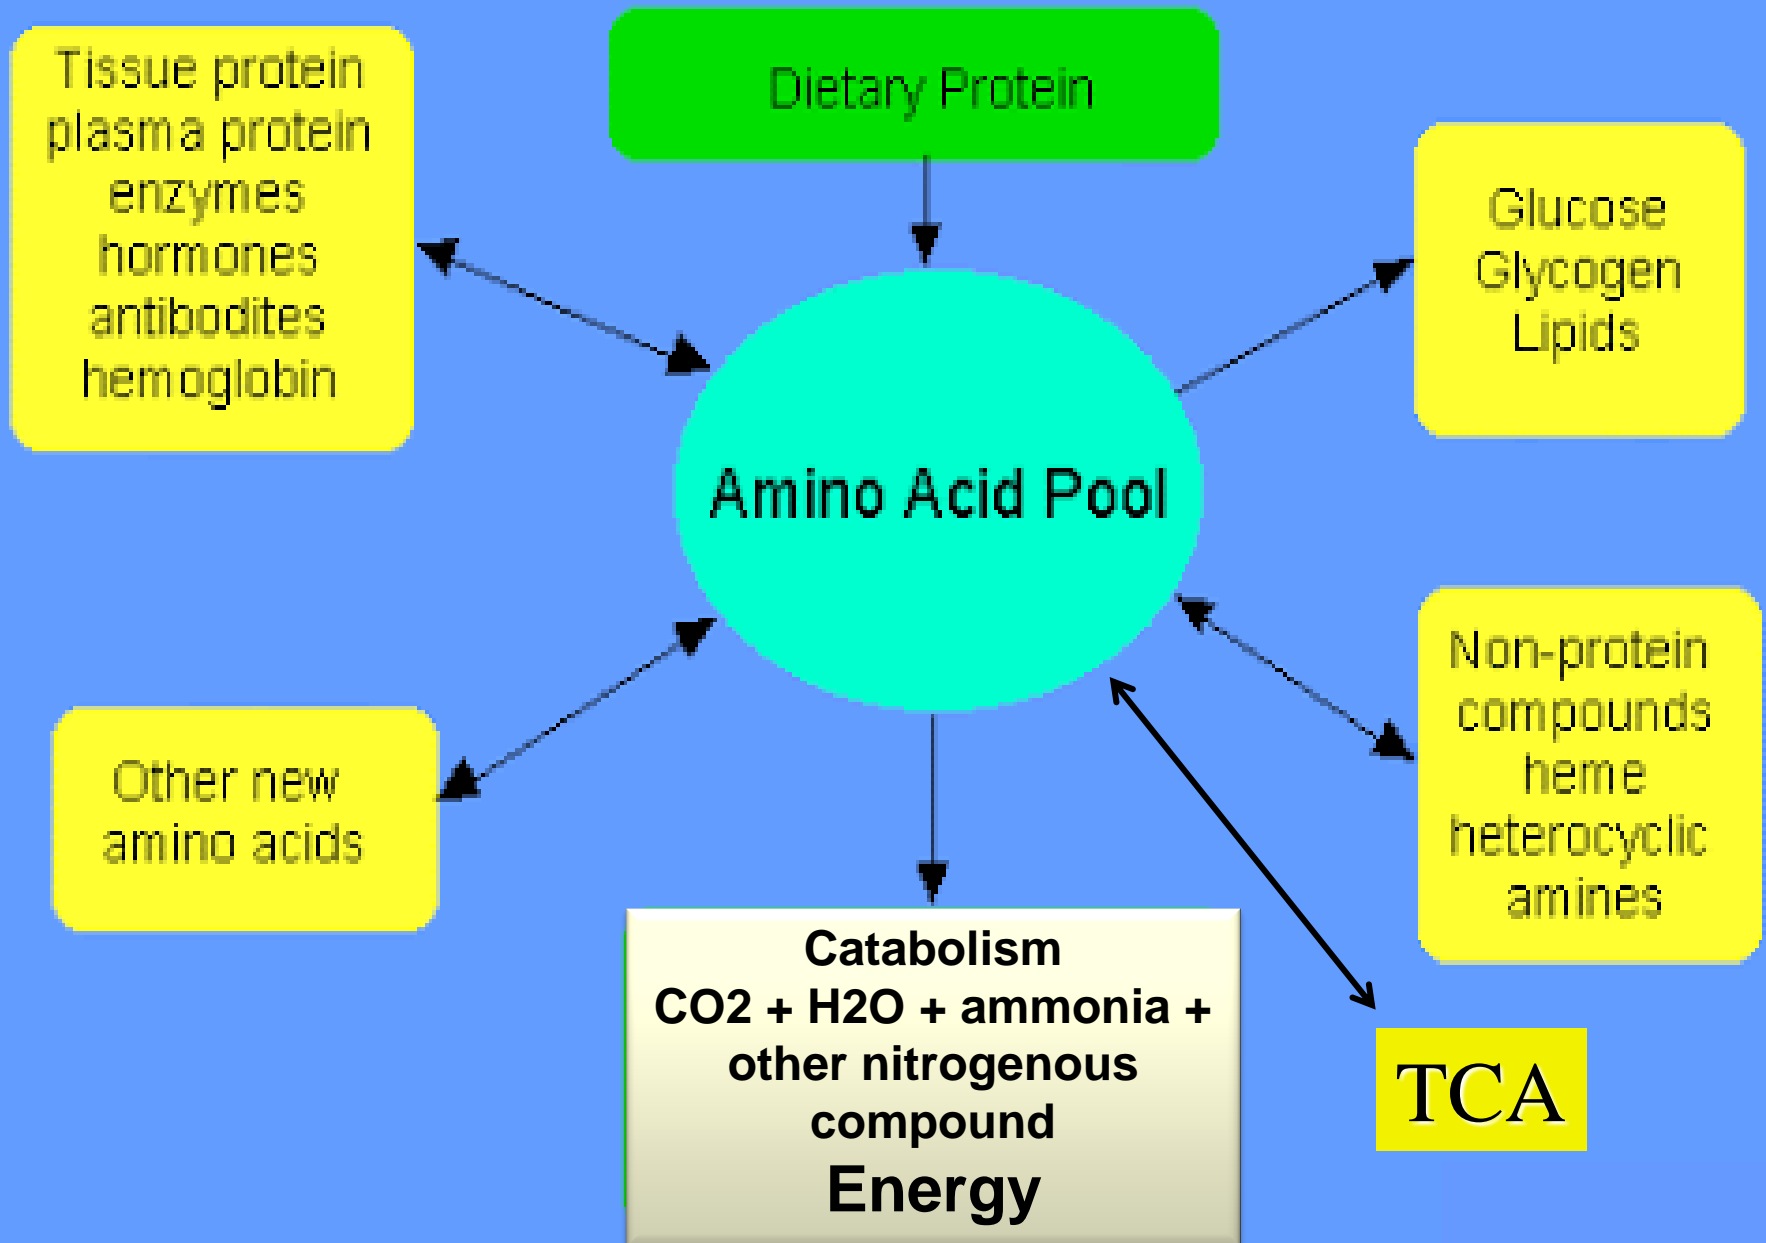 Tissue protein
plasma protein
enzymes
hormones
antibodites
hemoglobin
Dietary Protein
Glucose
Glycogen
Lipids
Amino Acid Pool
Other new
amino acids
Non-protein
compounds
heme
heterocyclic
amines
Catabolism
CO2 + H2O + ammonia +
other nitrogenous
compound
Energy
TCA